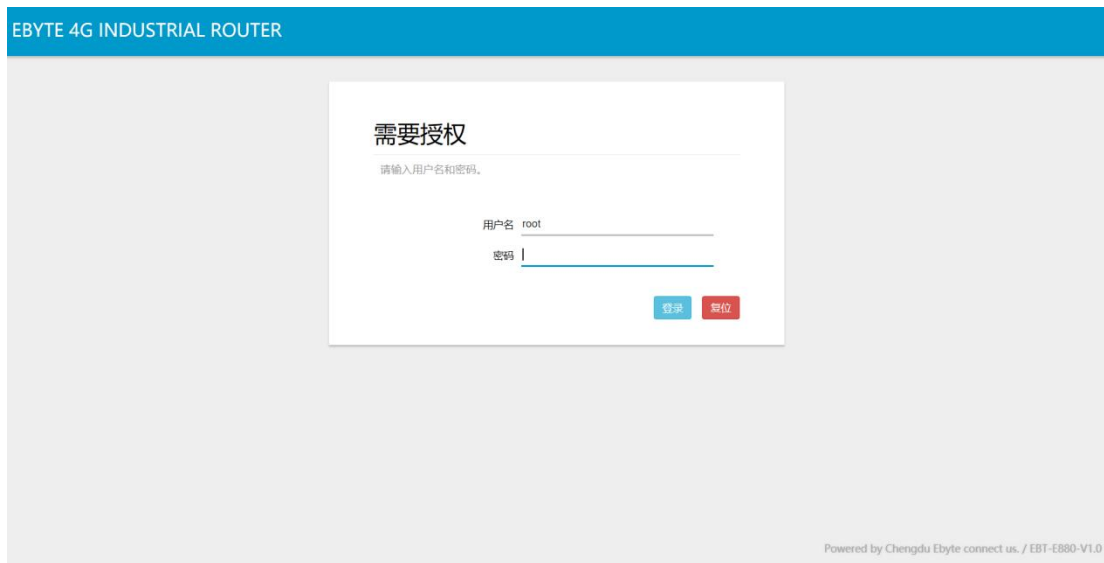 EBYTE 4G INDUSTRIAL ROUTER
需要授权
请输入用户名和密码。
用户名 root
密码
登录 复位
Powered by Chengdu Ebyte connect us. / EBT-E880-V1.0